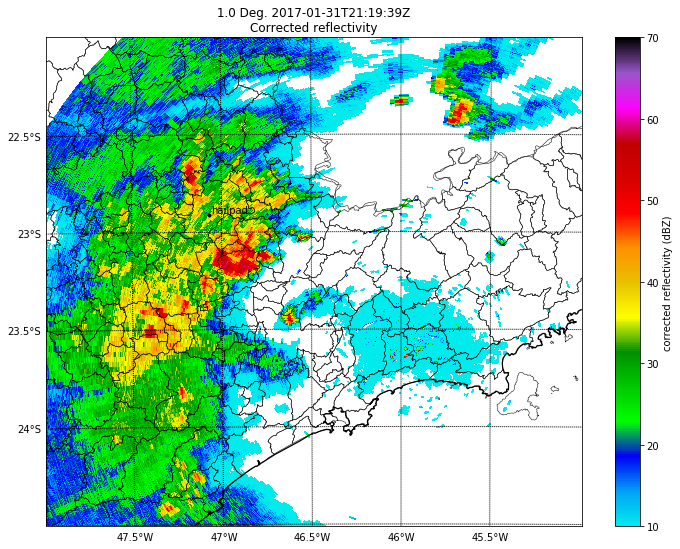 1.0 Deg. 2017-01-31T21:19:39Z
Corrected reflectivity
22.5°S
23°S
23.5°S
24°S
47.5°W
47°W
46.5°W
46°W
45.5°W
70
60
50
40
30
20
10
corrected reflectivity (dBZ)